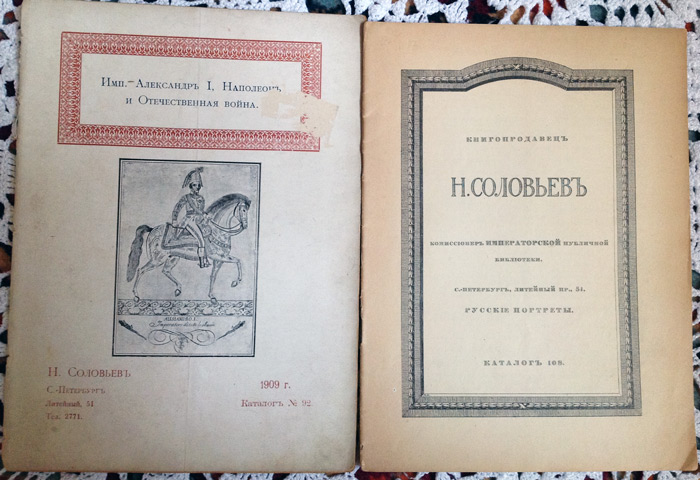 Имп.-Александръ I, Наполеонъ
и Отечественная война.
Н. Соловьевъ
С.-Петербургъ
Литейный, 51
Тел. 2771.
1909 г.
Каталогъ № 92.
КНИГОПРОДАВЕЦЪ
Н. СОЛОВЬЕВЪ
КОМИССІОНЕРЪ ИМПЕРАТОРСКОЙ ПУБЛИЧНОЙ
БИБЛІОТЕКИ.
С.-ПЕТЕРБУРГЪ, ЛИТЕЙНЫЙ ПР., 51.
РУССКІЕ ПОРТРЕТЫ.
КАТАЛОГЪ 108.